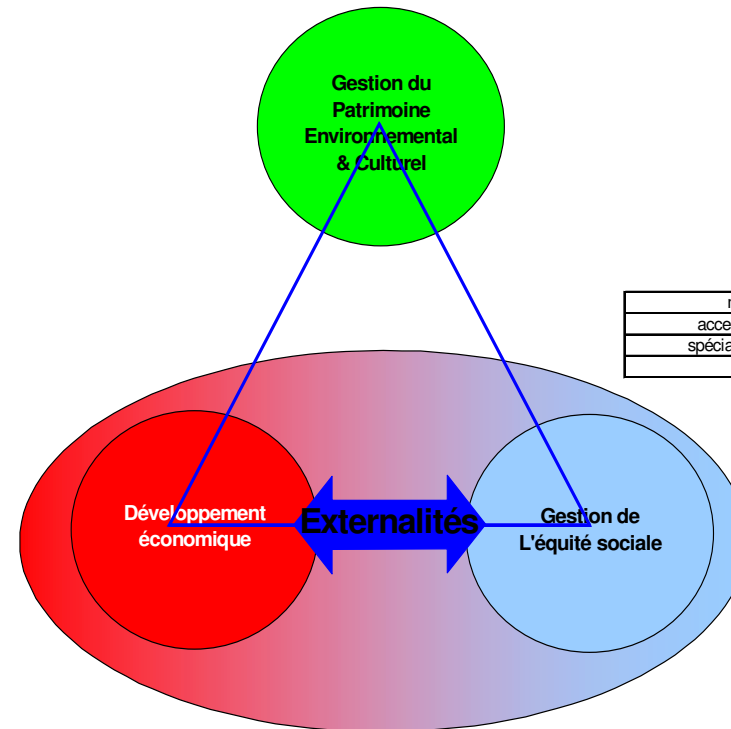 Gestion du
Patrimoine
Environnemental
& Culturel
Développement
économique
Externalités
Gestion de
L'équité sociale